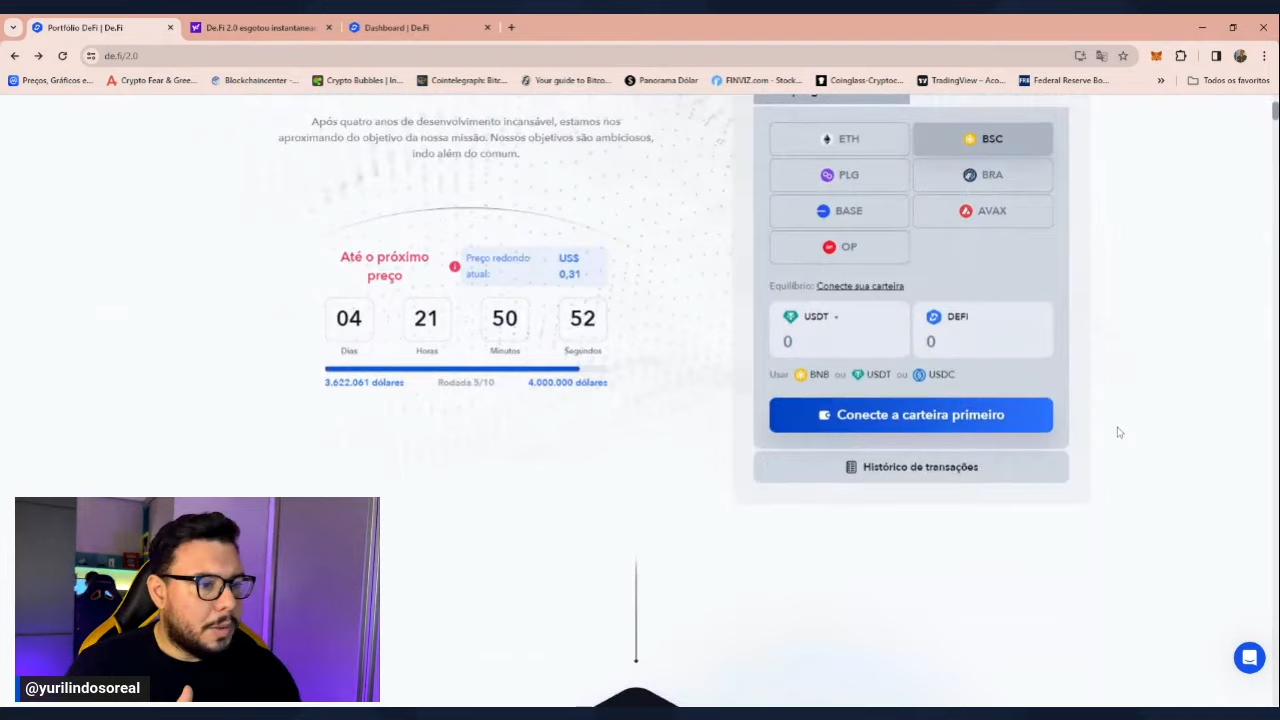 Portfólio DeFi | De.Fi
De.Fi 2.0 esgotou instantanea
Dashboard | De.Fi
de.fi/2.0
Preços, Gráficos e...
Crypto Fear & Gree...
Blockchaincenter -...
Crypto Bubbles | In...
Cointelegraph: Bitc...
Your guide to Bitco...
Panorama Dólar
FINVIZ.com - Stock...
Coinglass-Cryptoc...
TradingView – Aco...
Federal Reserve Bo...
»
Todos os favoritos
Após quatro anos de desenvolvimento incansável, estamos nos
aproximando do objetivo da nossa missão. Nossos objetivos são ambiciosos,
indo além do comum.
Até o próximo
preço
Preço redondo
atual:
US$
0,31
04
21
50
52
Dias
Horas
Minutos
Segundos
3.622.061 dólares
Rodada 5/10
4.000.000 dólares
ETH
BSC
PLG
BRA
BASE
AVAX
OP
Equilíbrio: Conecte sua carteira
USDT
DEFI
0
0
Usar BNB ou USDT ou USDC
Conecte a carteira primeiro
Histórico de transações
@yurilindosoreal